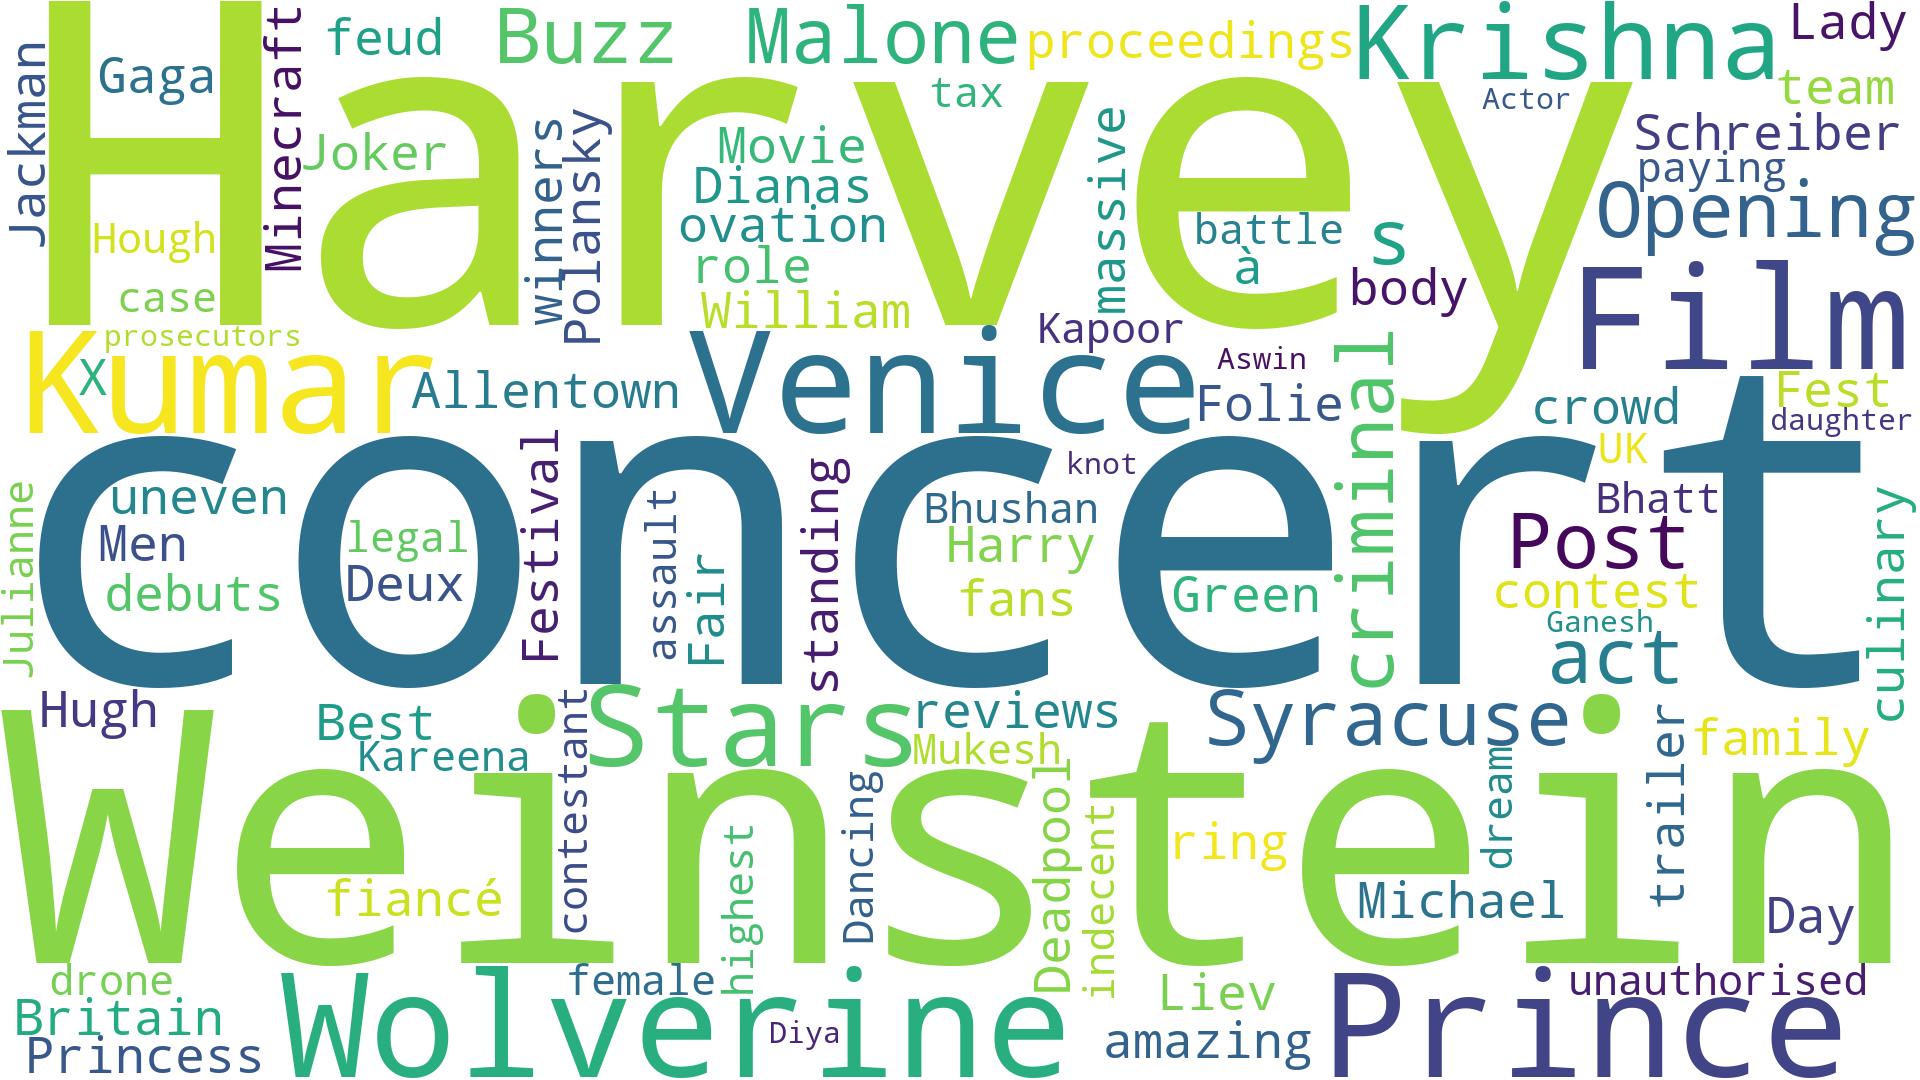 Harvey
concert
Weinstein
Jackman
Gaga
Minecraft
feud
Buzz
Malone
proceedings
Krishna
Lady
team
tax
Actor
Joker
winners
Polansky
Movie
Dianas
ovation
role
William
massive
Schreiber
paying
Opening
battle
à
s
body
Hough
case
prosecutors
Film
Kumar
X
Allentown
Venice
Kapoor
Aswin
Folie
criminal
crowd
Fest
daughter
UK
knot
Julianne
uneven
Men
debuts
legal
Deux
Festival
assault
Fair
standing
Bhushan
Harry
fans
Green
Bhatt
Post
contest
Ganesh
act
culinary
Hugh
Best
Kareena
contestant
Stars
reviews
Mukesh
Syracuse
dream
trailer
family
fiancé
highest
Dancing
Deadpool
indecent
ring
Michael
Day
drone
Britain
Princess
Wolverine
female
Diya
Liev
amazing
Prince
unauthorised